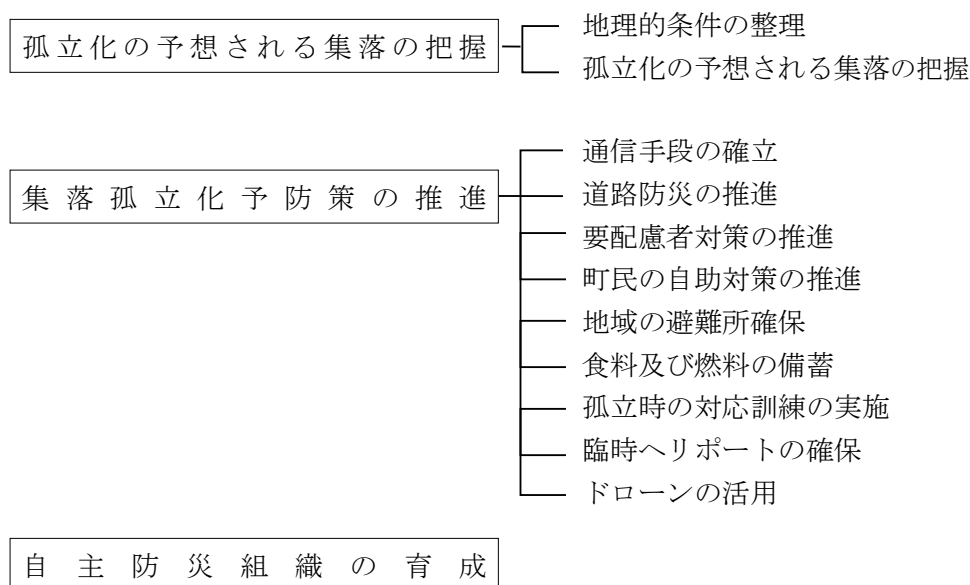 孤立化の予想される集落の把握
地理的条件の整理
孤立化の予想される集落の把握
集落孤立化予防策の推進
通信手段の確立
道路防災の推進
要配慮者対策の推進
町民の自助対策の推進
地域の避難所確保
食料及び燃料の備蓄
孤立時の対応訓練の実施
臨時ヘリポートの確保
ドローンの活用
自主防災組織の育成